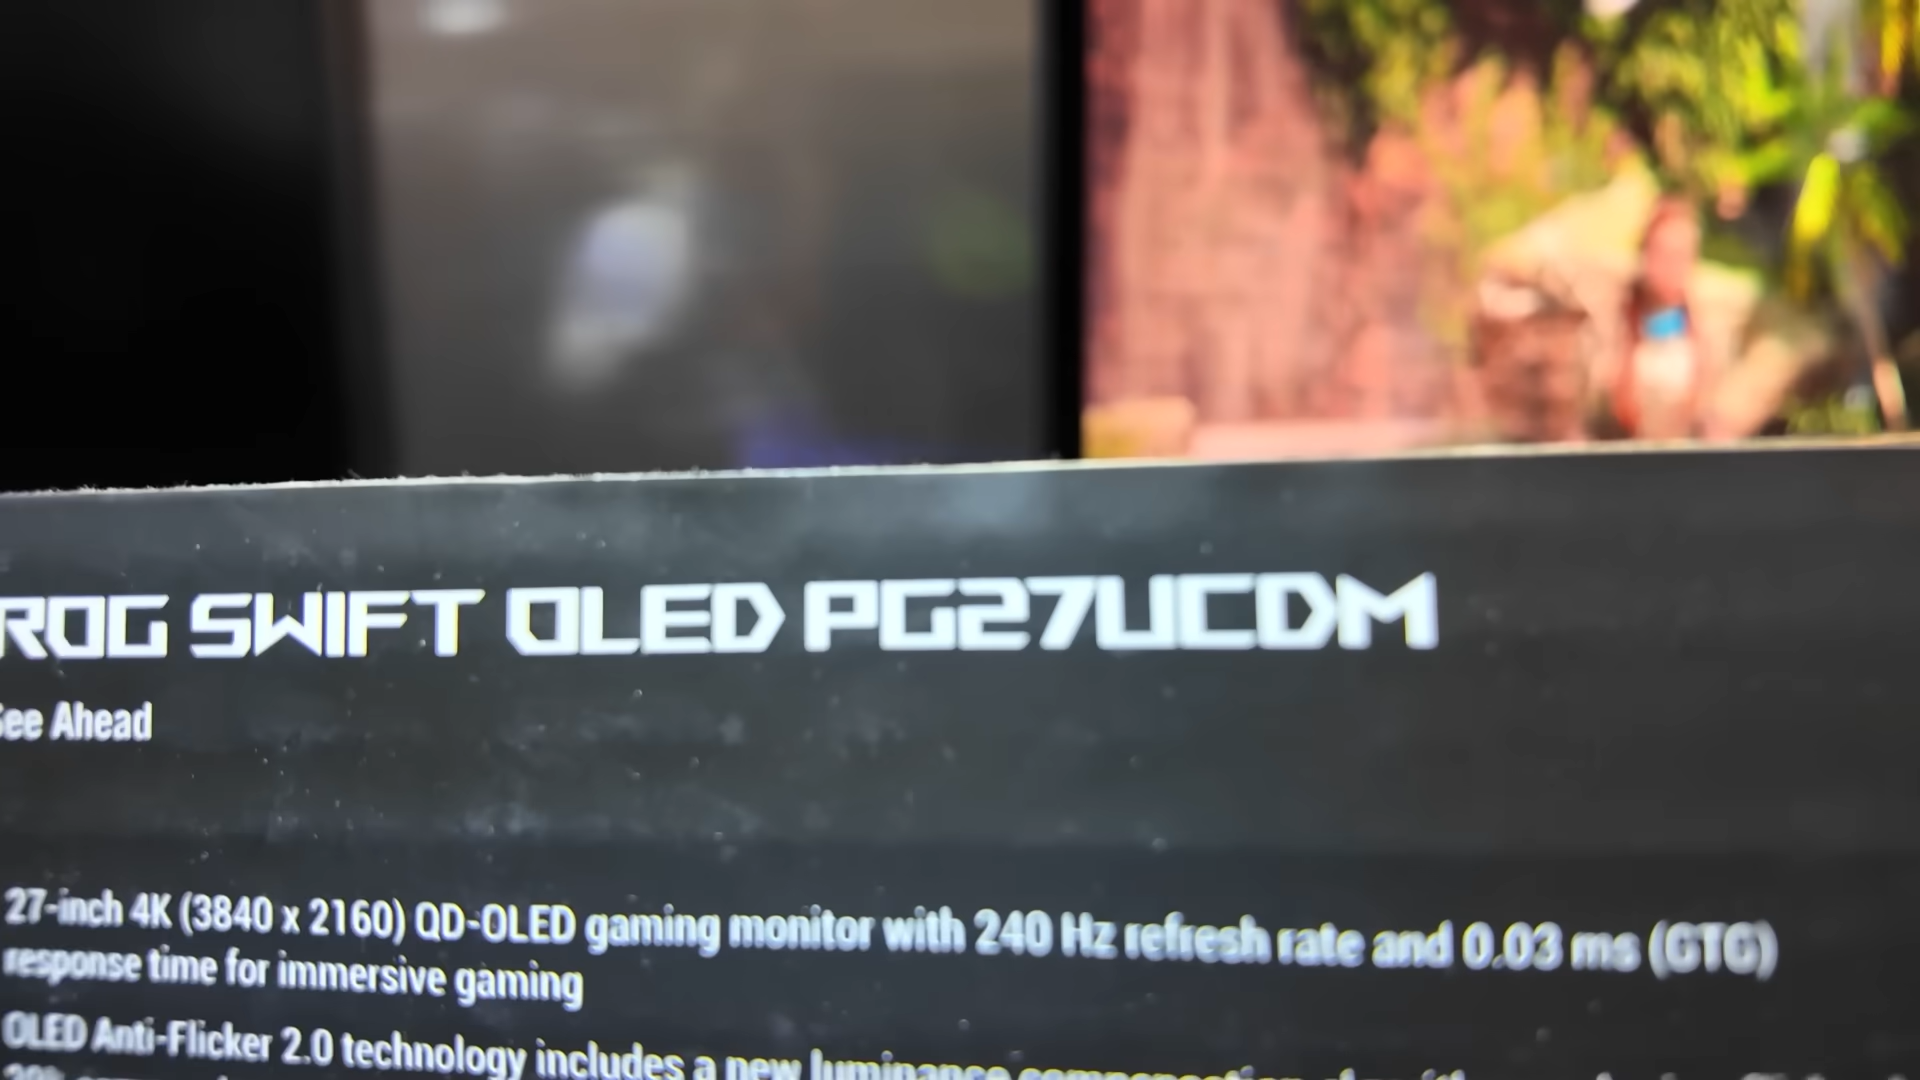 ROG SWIFT OLED PG27UCDM
See Ahead
27-inch 4K (3840 x 2160) QD-OLED gaming monitor with 240 Hz refresh rate and 0.03 ms (GTG)
response time for immersive gaming
OLED Anti-Flicker 2.0 technology includes a new luminance compensation